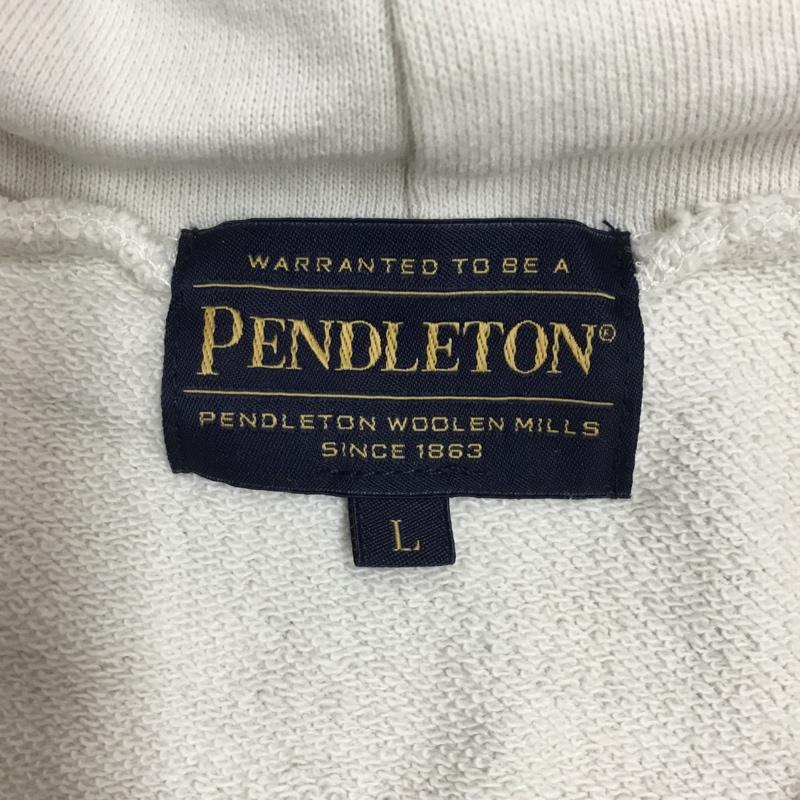 WARRANTED TO BE A
PENDLETON®
PENDLETON WOOLEN MILLS
SINCE 1863
L